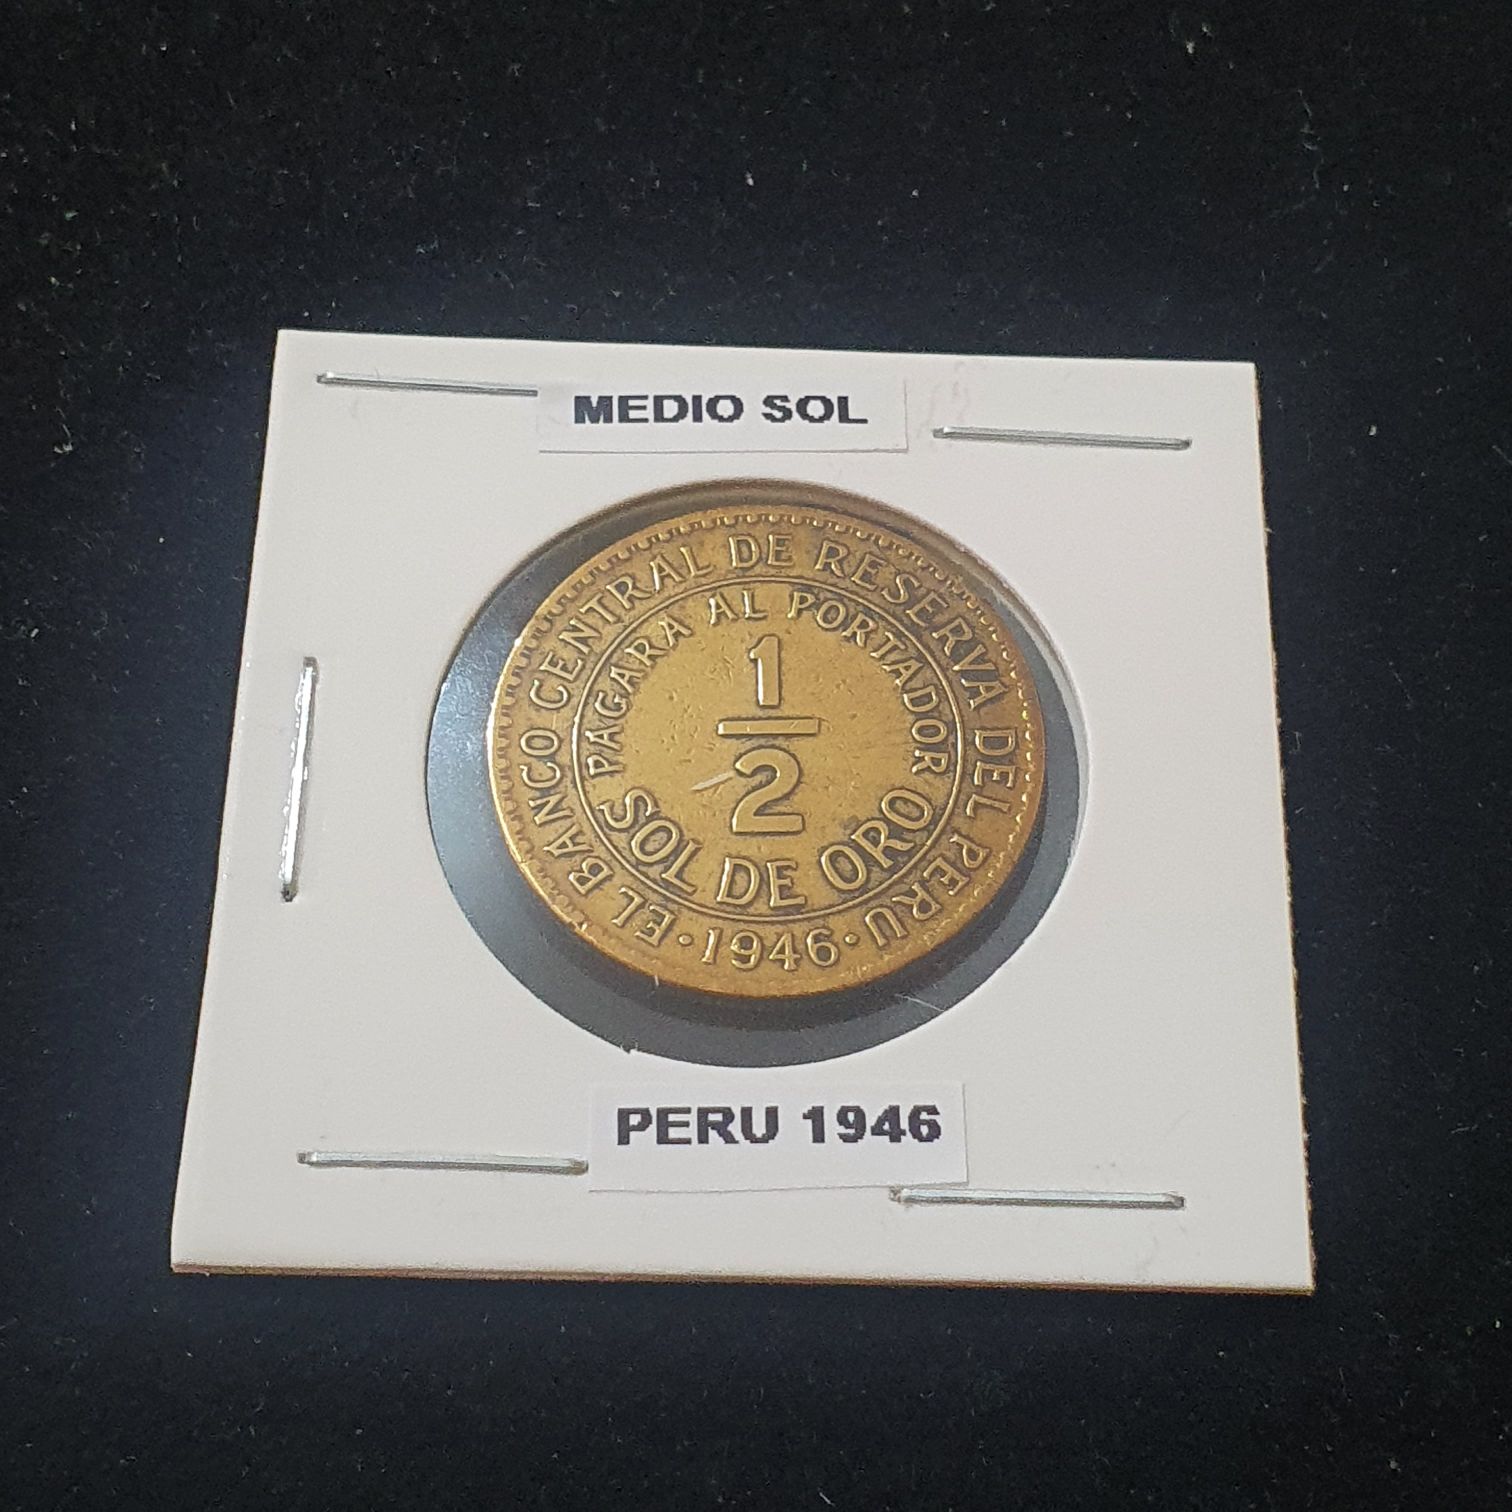 MEDIO SOL
EL BANCO CENTRAL DE RESERVA DEL PERU
PAGARA AL PORTADOR
1
2
SOL DE ORO
·1946·
PERU 1946